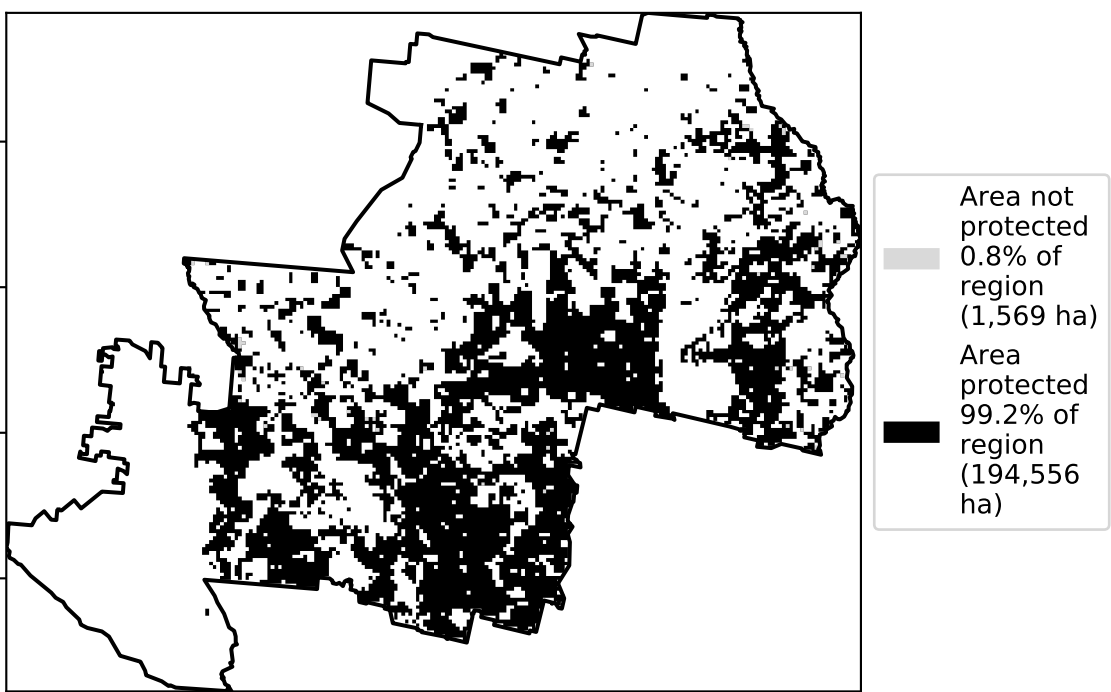 Area not
protected
0.8% of
region
(1,569 ha)
Area
protected
99.2% of
region
(194,556
ha)